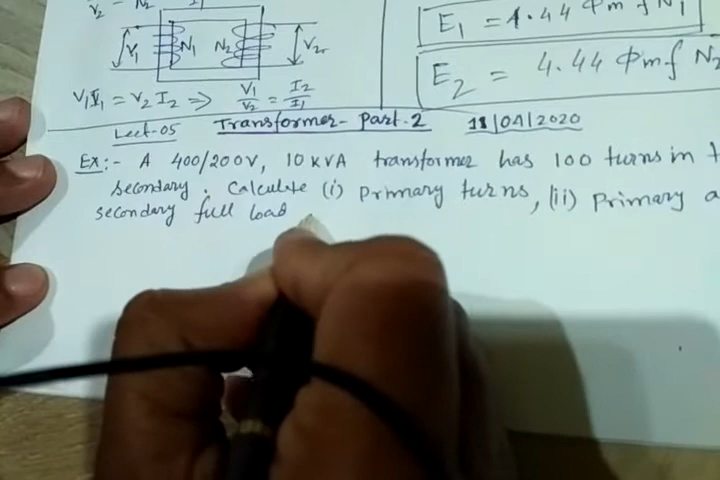 E1 = 4.44 Φm f N1
V1 N1 N2 V2
E2 = 4.44 Φm f N2
V1 I1 = V2 I2 ⇒ V1/V2 = I2/I1
Lect-05 Transformer- Part-2 18/04/2020
Ex:- A 400/200V, 10 KVA transformer has 100 turns in
secondary. Calculate (i) Primary turns, (ii) Primary
secondary full load